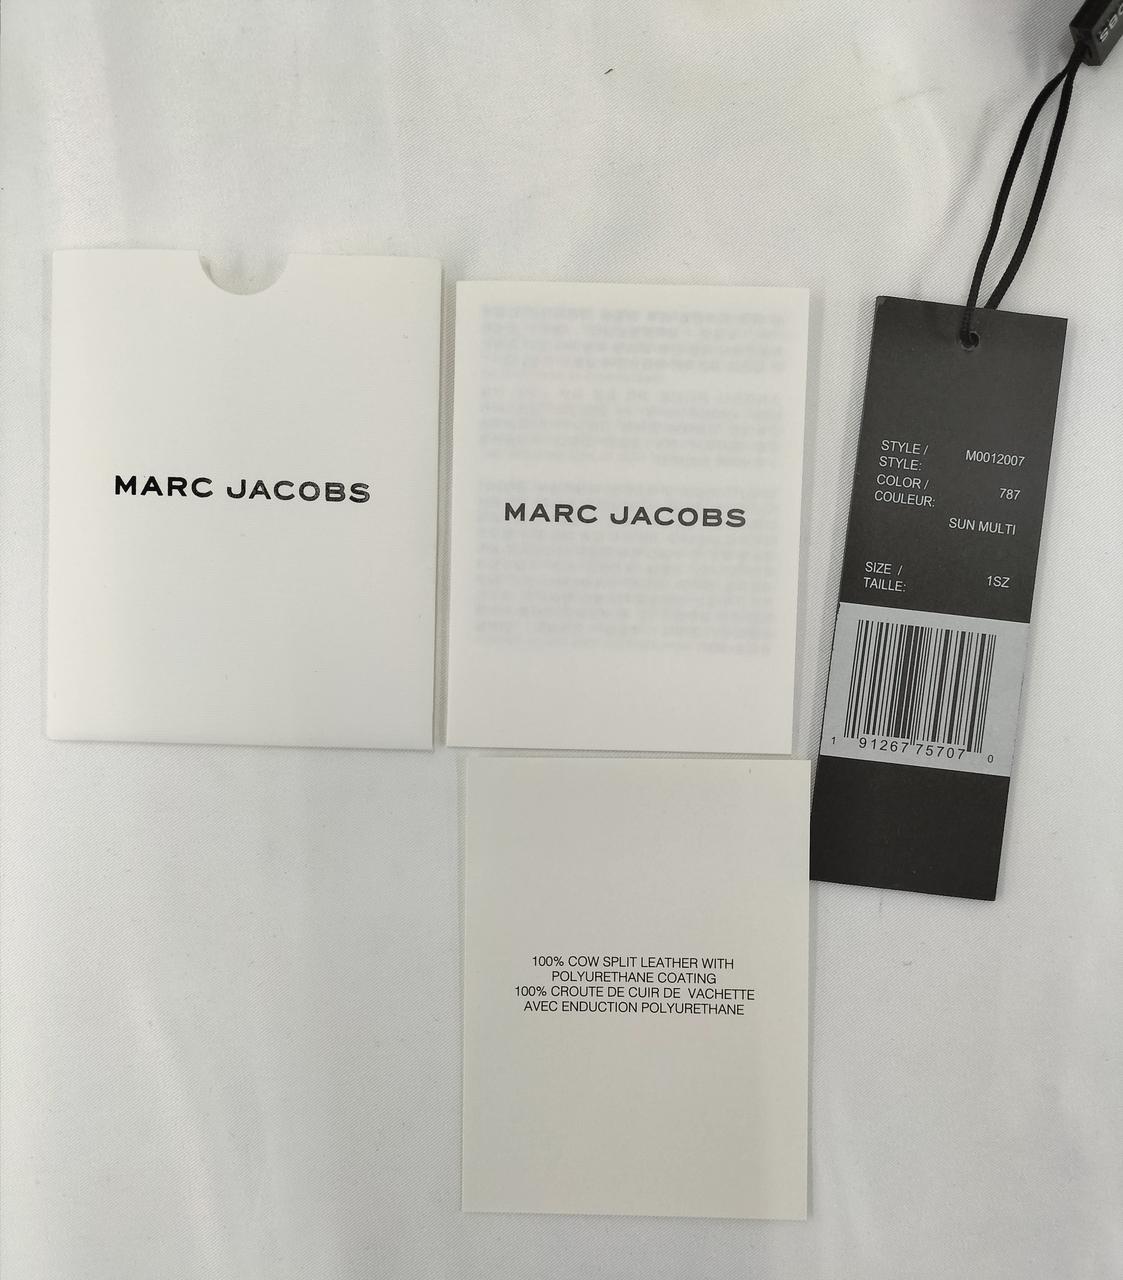 MARC JACOBS
MARC JACOBS
STYLE /
STYLE: M0012007
COLOR /
COULEUR: 787
SUN MULTI
SIZE /
TAILLE: 1SZ
1 91267 75707 0
100% COW SPLIT LEATHER WITH
POLYURETHANE COATING
100% CROUTE DE CUIR DE VACHETTE
AVEC ENDUCTION POLYURETHANE